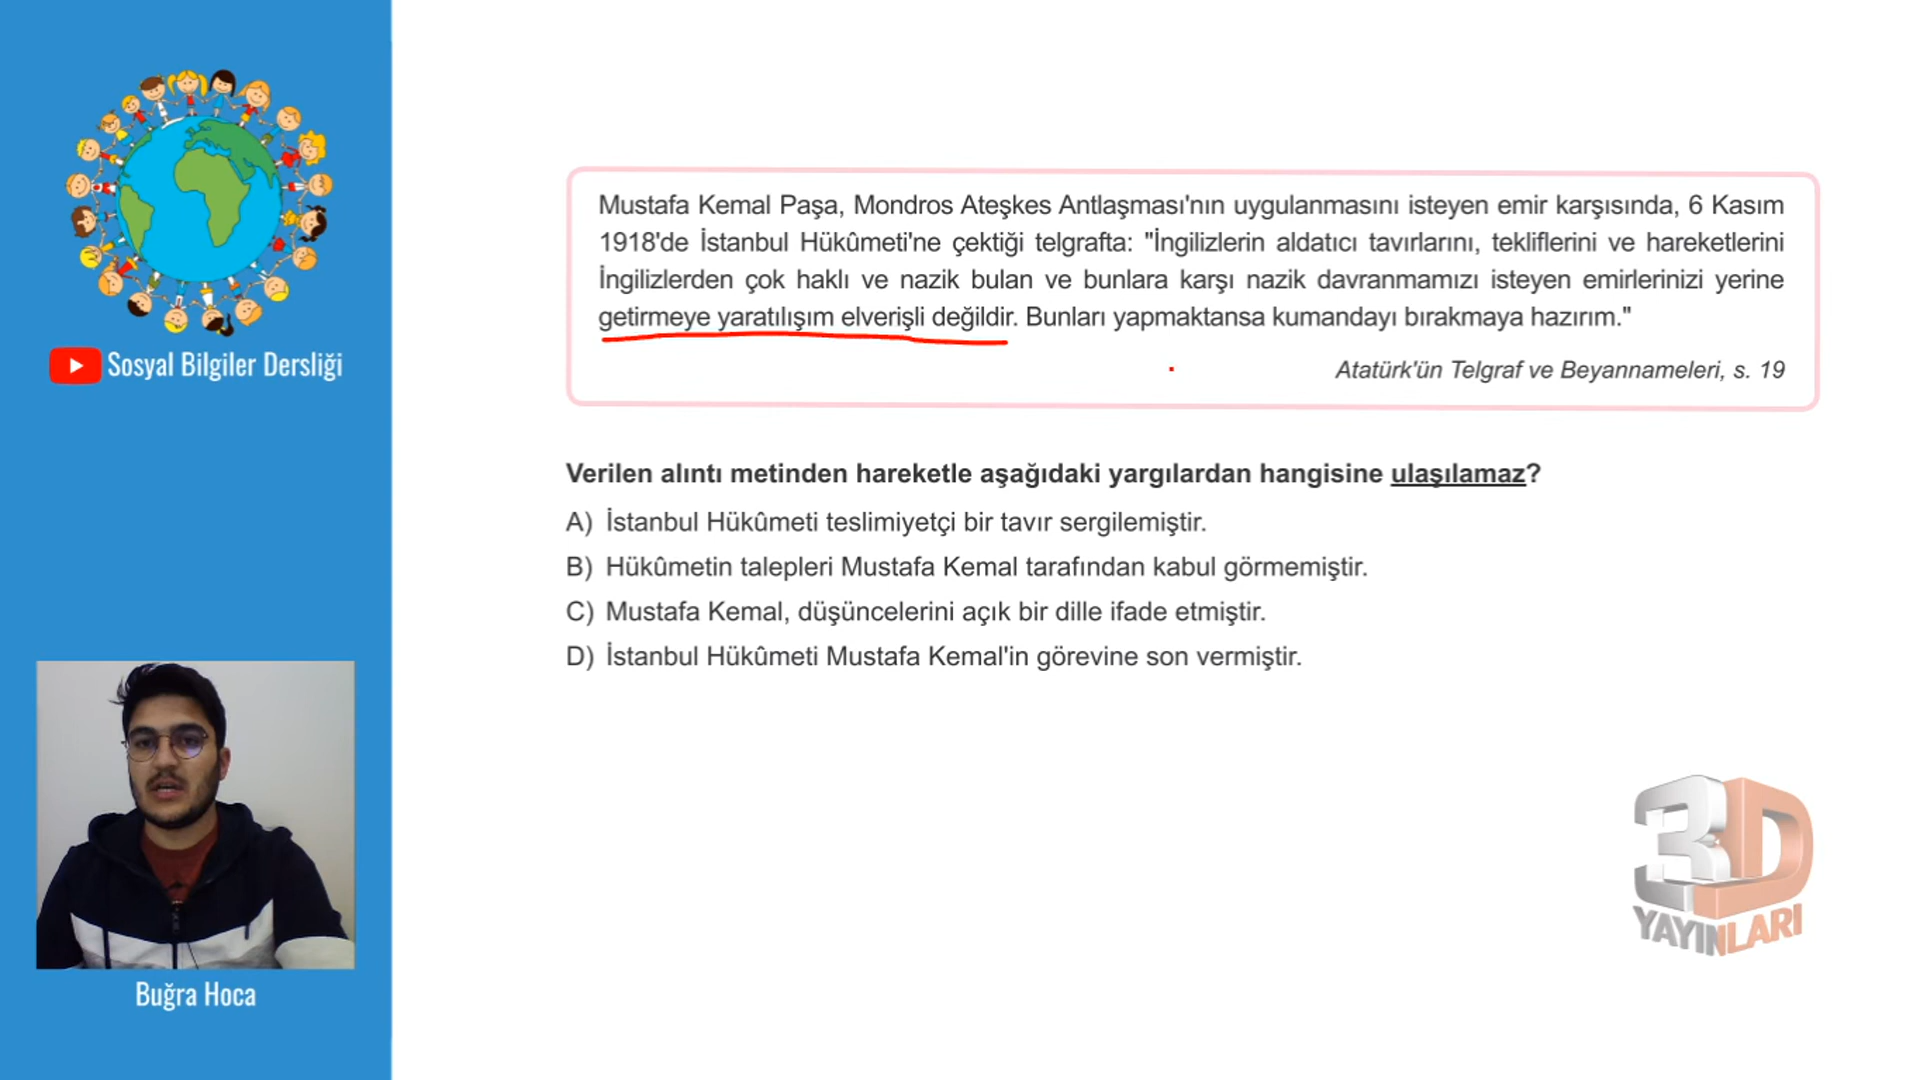 Mustafa Kemal Paşa, Mondros Ateşkes Antlaşması'nın uygulanmasını isteyen emir karşısında, 6 Kasım
1918'de İstanbul Hükûmeti'ne çektiği telgrafta: "İngilizlerin aldatıcı tavırlarını, tekliflerini ve hareketlerini
İngilizlerden çok haklı ve nazik bulan ve bunlara karşı nazik davranmamızı isteyen emirlerinizi yerine
getirmeye yaratılışım elverişli değildir. Bunları yapmaktansa kumandayı bırakmaya hazırım."
Atatürk'ün Telgraf ve Beyannameleri, s. 19
Verilen alıntı metinden hareketle aşağıdaki yargılardan hangisine ulaşılamaz?
A) İstanbul Hükûmeti teslimiyetçi bir tavır sergilemiştir.
B) Hükûmetin talepleri Mustafa Kemal tarafından kabul görmemiştir.
C) Mustafa Kemal, düşüncelerini açık bir dille ifade etmiştir.
D) İstanbul Hükûmeti Mustafa Kemal'in görevine son vermiştir.
Sosyal Bilgiler Dersliği
Buğra Hoca
3D
YAYINLARI